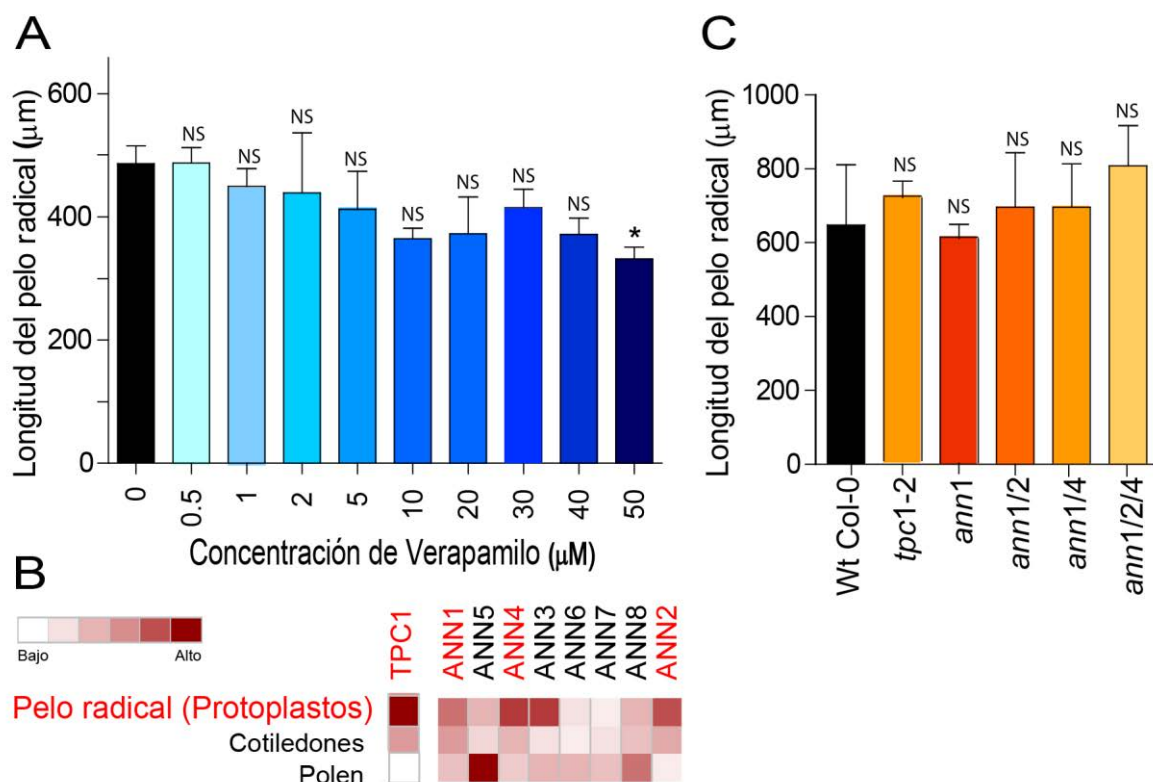 A
Longitud del pelo radical (μm)
600
400
200
0
NS
NS
NS
NS
NS
NS
NS
NS
*
0
0.5
1
2
5
10
20
30
40
50
Concentración de Verapamilo (μM)
C
Longitud del pelo radical (μm)
1000
800
600
400
200
0
NS
NS
NS
NS
NS
Wt Col-0
tpc1-2
ann1
ann1/2
ann1/4
ann1/2/4
B
Bajo
Alto
TPC1
ANN1
ANN5
ANN4
ANN3
ANN6
ANN7
ANN8
ANN2
Pelo radical (Protoplastos)
Cotiledones
Polen